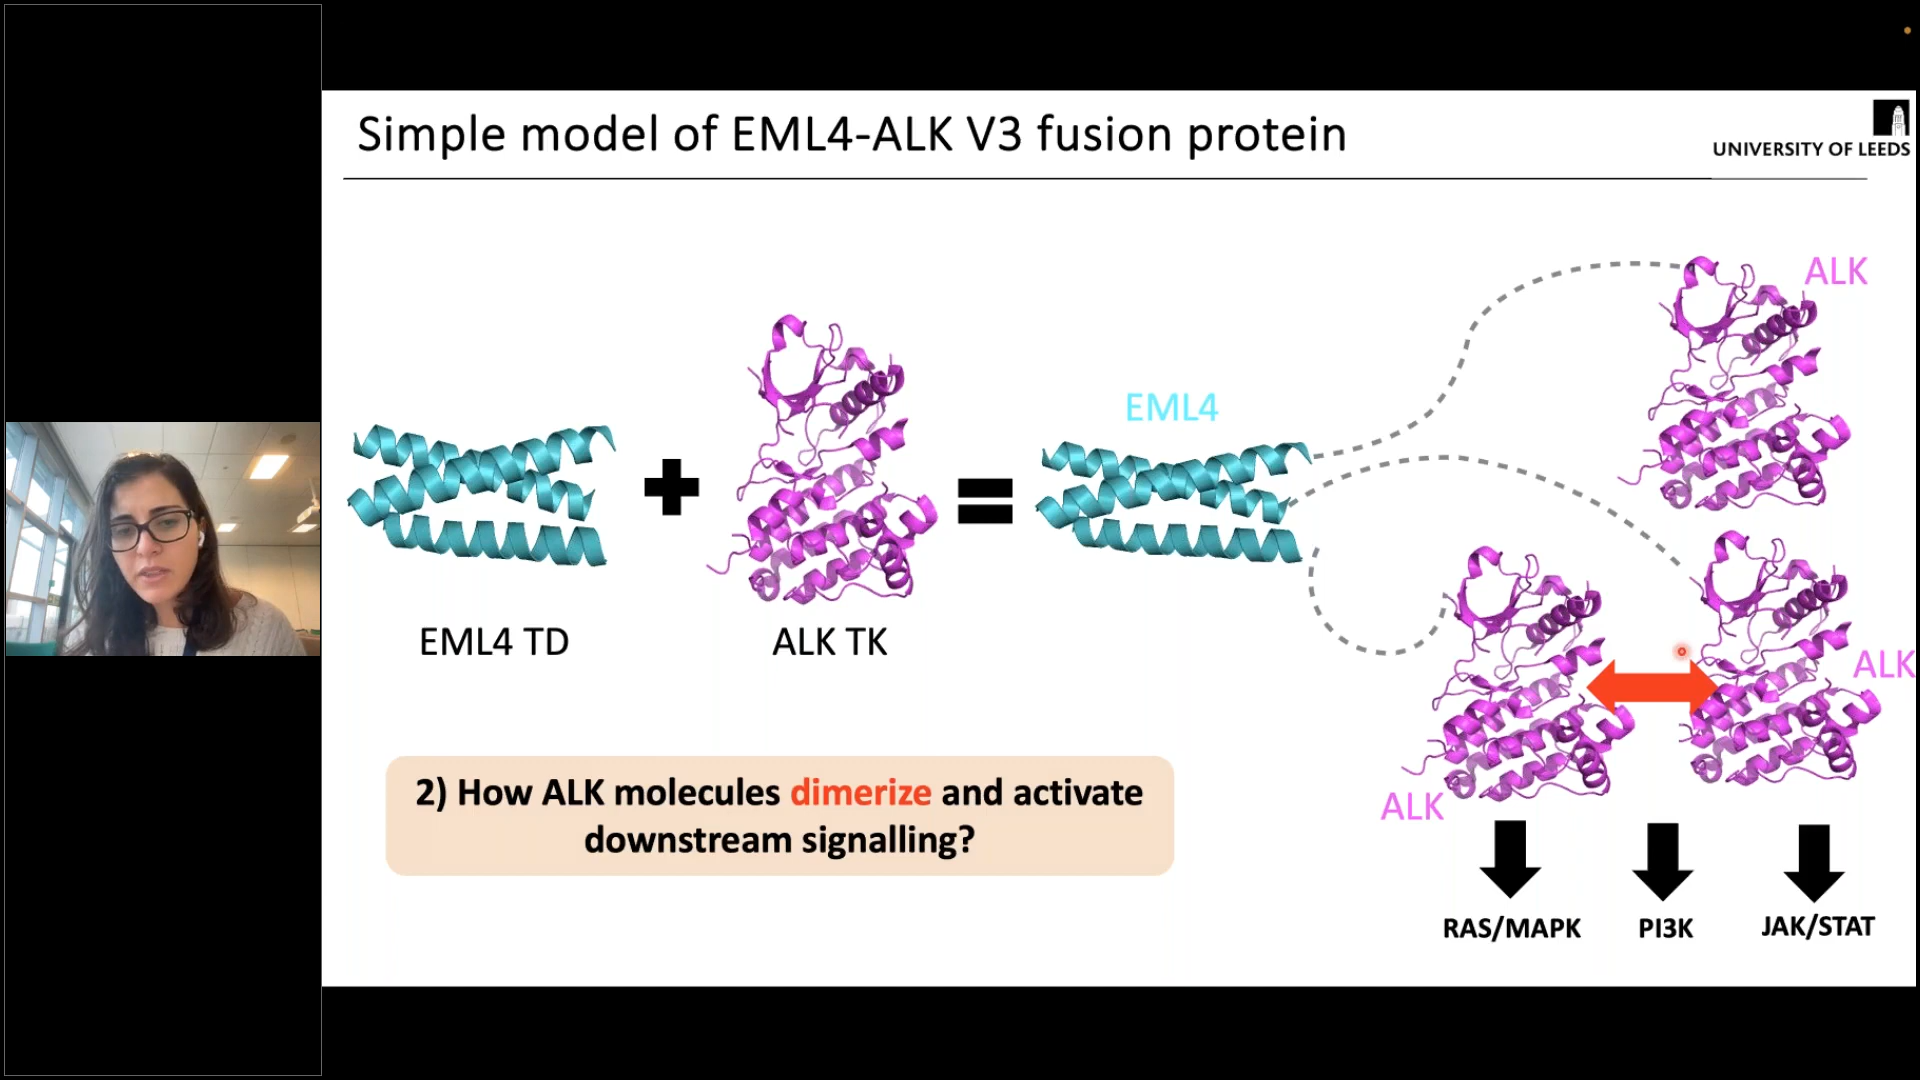 Simple model of EML4-ALK V3 fusion protein
UNIVERSITY OF LEEDS
ALK
EML4
EML4 TD
ALK TK
ALK
ALK
2) How ALK molecules dimerize and activate
downstream signalling?
RAS/MAPK
PI3K
JAK/STAT